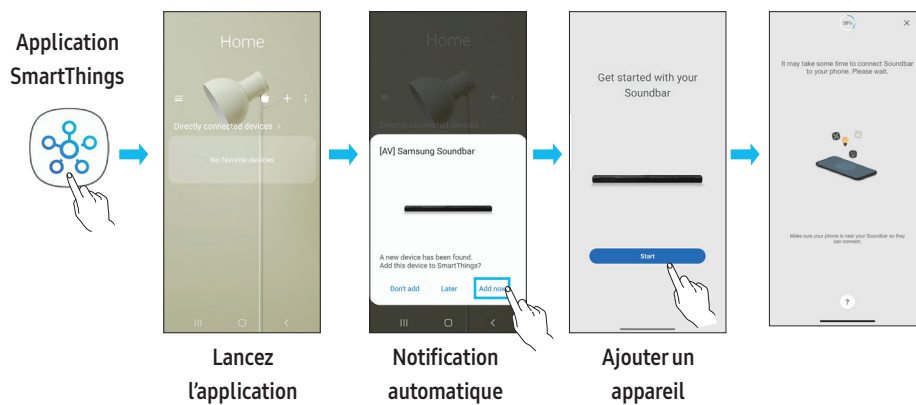 Application
SmartThings
Home
Directly connected devices >
No favorite devices
Lancez
l'application
Home
Directly connected devices >
[AV] Samsung Soundbar
A new device has been found.
Add this device to SmartThings?
Don't add Later Add now
Notification
automatique
Get started with your
Soundbar
Start
Ajouter un
appareil
38%
It may take some time to connect Soundbar
to your phone. Please wait.
Make sure your phone is near your Soundbar so they
can connect.
?